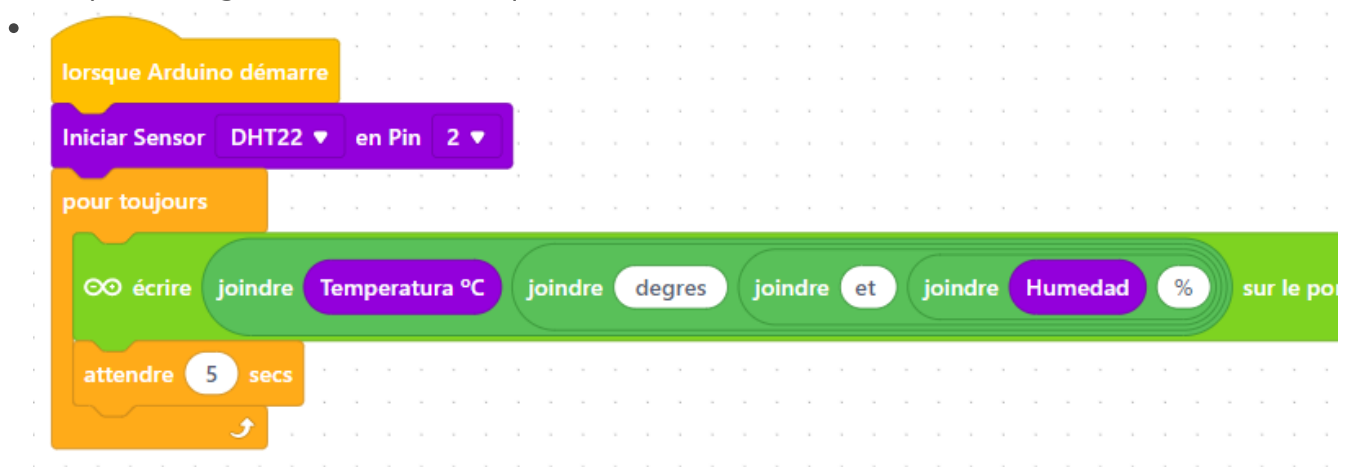 lorsque Arduino démarre
Iniciar Sensor DHT22 en Pin 2
pour toujours
écrire joindre Temperatura ºC joindre degres joindre et joindre Humedad % sur le por
attendre 5 secs